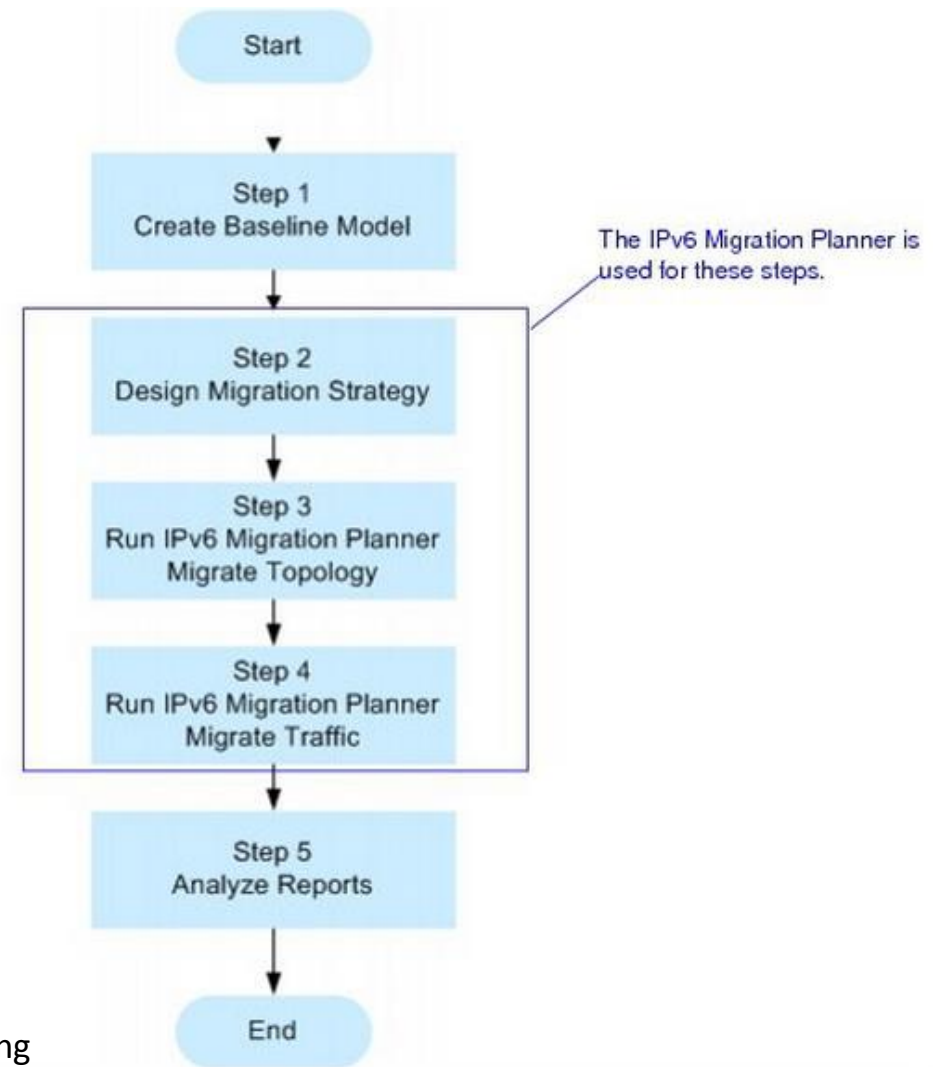 Start
Step 1
Create Baseline Model
The IPv6 Migration Planner is
used for these steps.
Step 2
Design Migration Strategy
Step 3
Run IPv6 Migration Planner
Migrate Topology
Step 4
Run IPv6 Migration Planner
Migrate Traffic
Step 5
Analyze Reports
End
ng